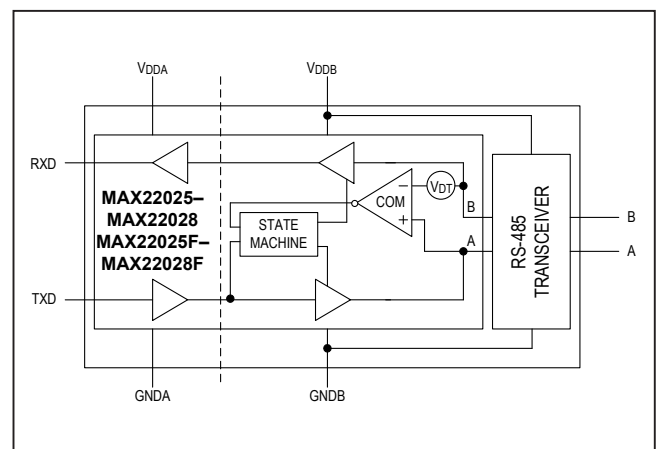 VDDA
VDDB
RXD
MAX22025–
MAX22028
MAX22025F–
MAX22028F
STATE
MACHINE
COM
−
+
VDT
B
A
RS-485
TRANSCEIVER
B
A
TXD
GNDA
GNDB